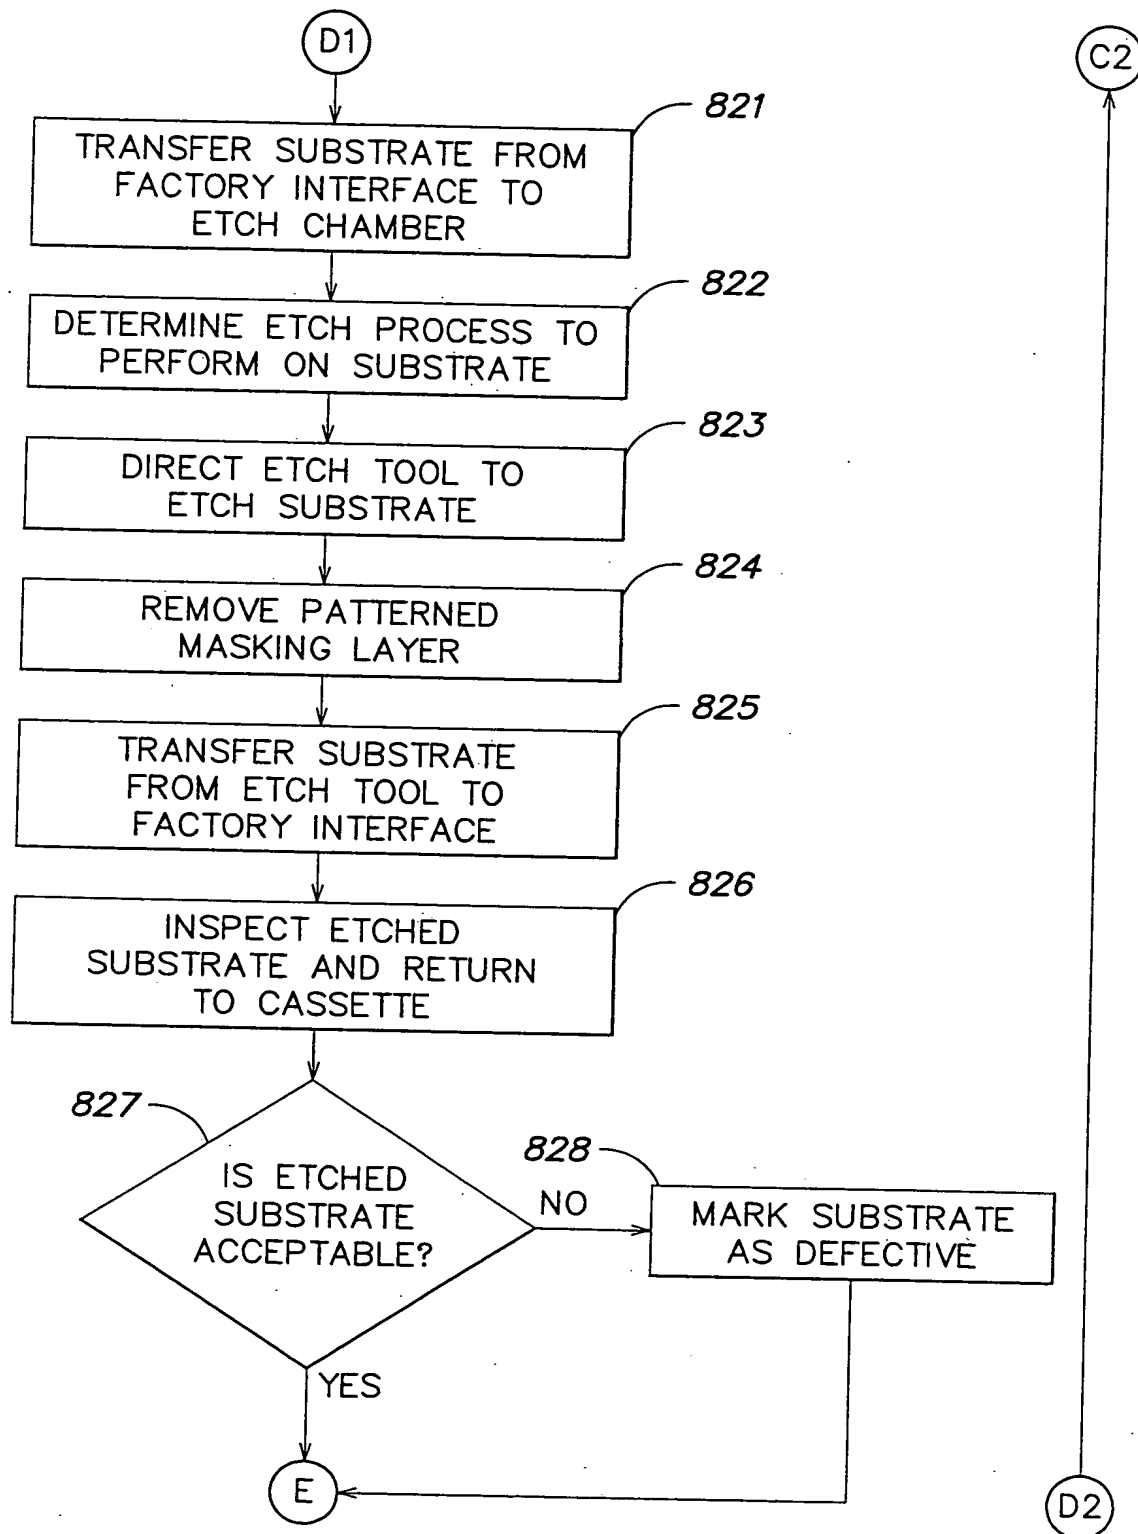 D1
C2
821
TRANSFER SUBSTRATE FROM
FACTORY INTERFACE TO
ETCH CHAMBER
822
DETERMINE ETCH PROCESS TO
PERFORM ON SUBSTRATE
823
DIRECT ETCH TOOL TO
ETCH SUBSTRATE
824
REMOVE PATTERNED
MASKING LAYER
825
TRANSFER SUBSTRATE
FROM ETCH TOOL TO
FACTORY INTERFACE
826
INSPECT ETCHED
SUBSTRATE AND RETURN
TO CASSETTE
827
IS ETCHED
SUBSTRATE
ACCEPTABLE?
NO
828
MARK SUBSTRATE
AS DEFECTIVE
YES
E
D2